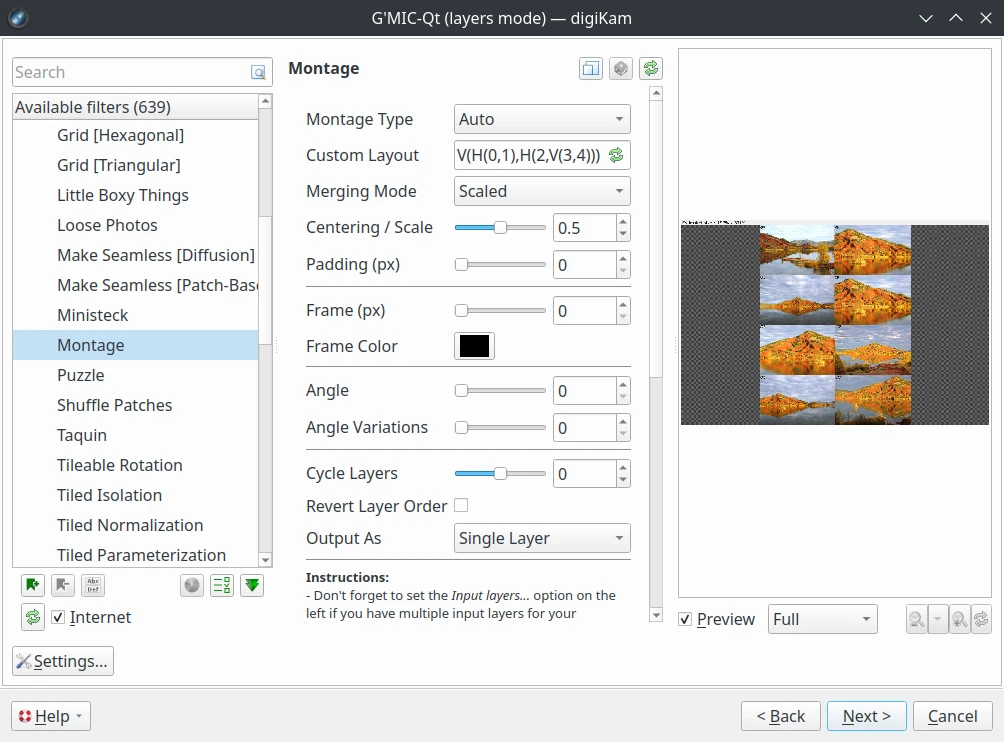 G'MIC-Qt (layers mode) — digiKam
Search
Available filters (639)
Grid [Hexagonal]
Grid [Triangular]
Little Boxy Things
Loose Photos
Make Seamless [Diffusion]
Make Seamless [Patch-Base
Ministeck
Montage
Puzzle
Shuffle Patches
Taquin
Tileable Rotation
Tiled Isolation
Tiled Normalization
Tiled Parameterization
Abc
Def
Internet
Settings...
Montage
Montage Type Auto
Custom Layout V(H(0,1),H(2,V(3,4)))
Merging Mode Scaled
Centering / Scale 0.5
Padding (px) 0
Frame (px) 0
Frame Color
Angle 0
Angle Variations 0
Cycle Layers 0
Revert Layer Order
Output As Single Layer
Instructions:
- Don't forget to set the Input layers... option on the
left if you have multiple input layers for your
Preview Full
Help
< Back Next > Cancel